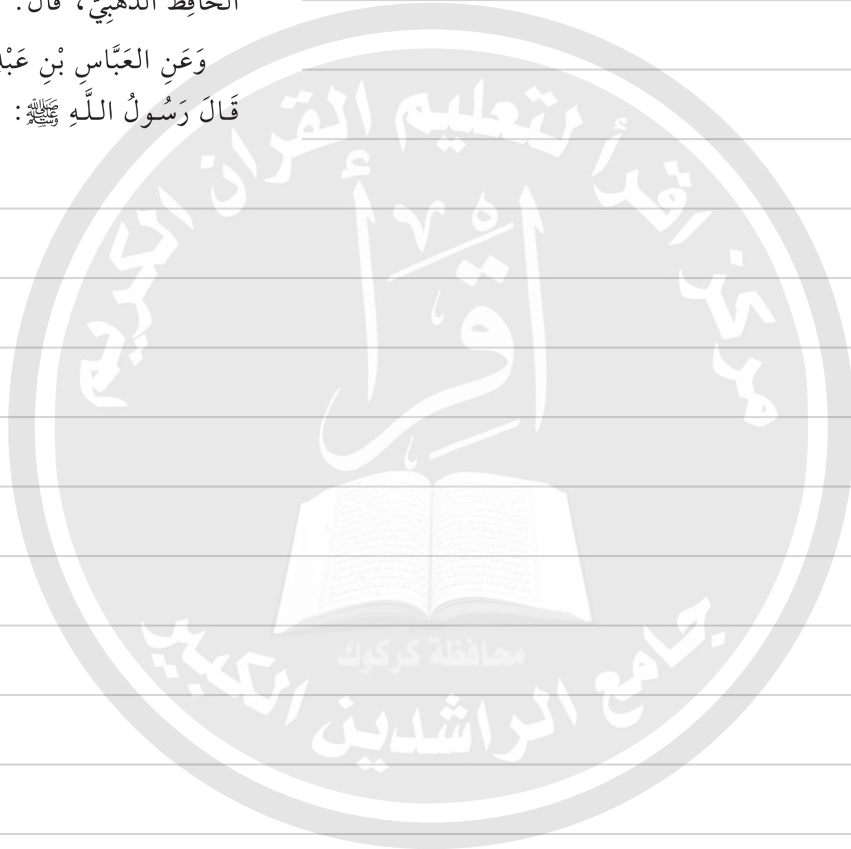 الحَافِظُ الذَّهَبِيُّ، قَالَ:
وَعَنِ العَبَّاسِ بْنِ
قَالَ رَسُولُ اللَّهِ ﷺ:
مركز اقرأ لتعليم القرآن الكريم
اقْرَأْ
محافظة كركوك
جامع الراشدين الكبير